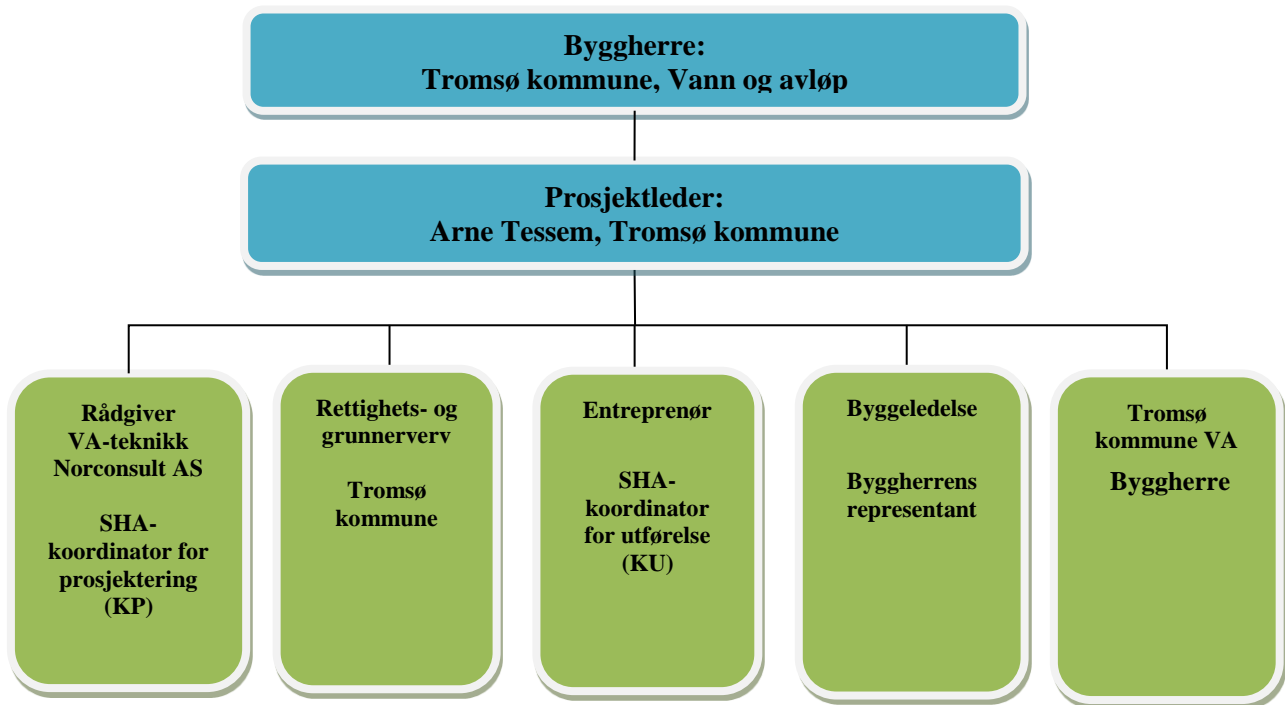 Byggherre:
Tromsø kommune, Vann og avløp
Prosjektleder:
Arne Tessem, Tromsø kommune
Rådgiver
VA-teknikk
Norconsult AS
SHA-
koordinator for
prosjektering
(KP)
Rettighets- og
grunnerverv
Tromsø
kommune
Entreprenør
SHA-
koordinator
for utførelse
(KU)
Byggeledelse
Byggherrens
representant
Tromsø
kommune VA
Byggherre